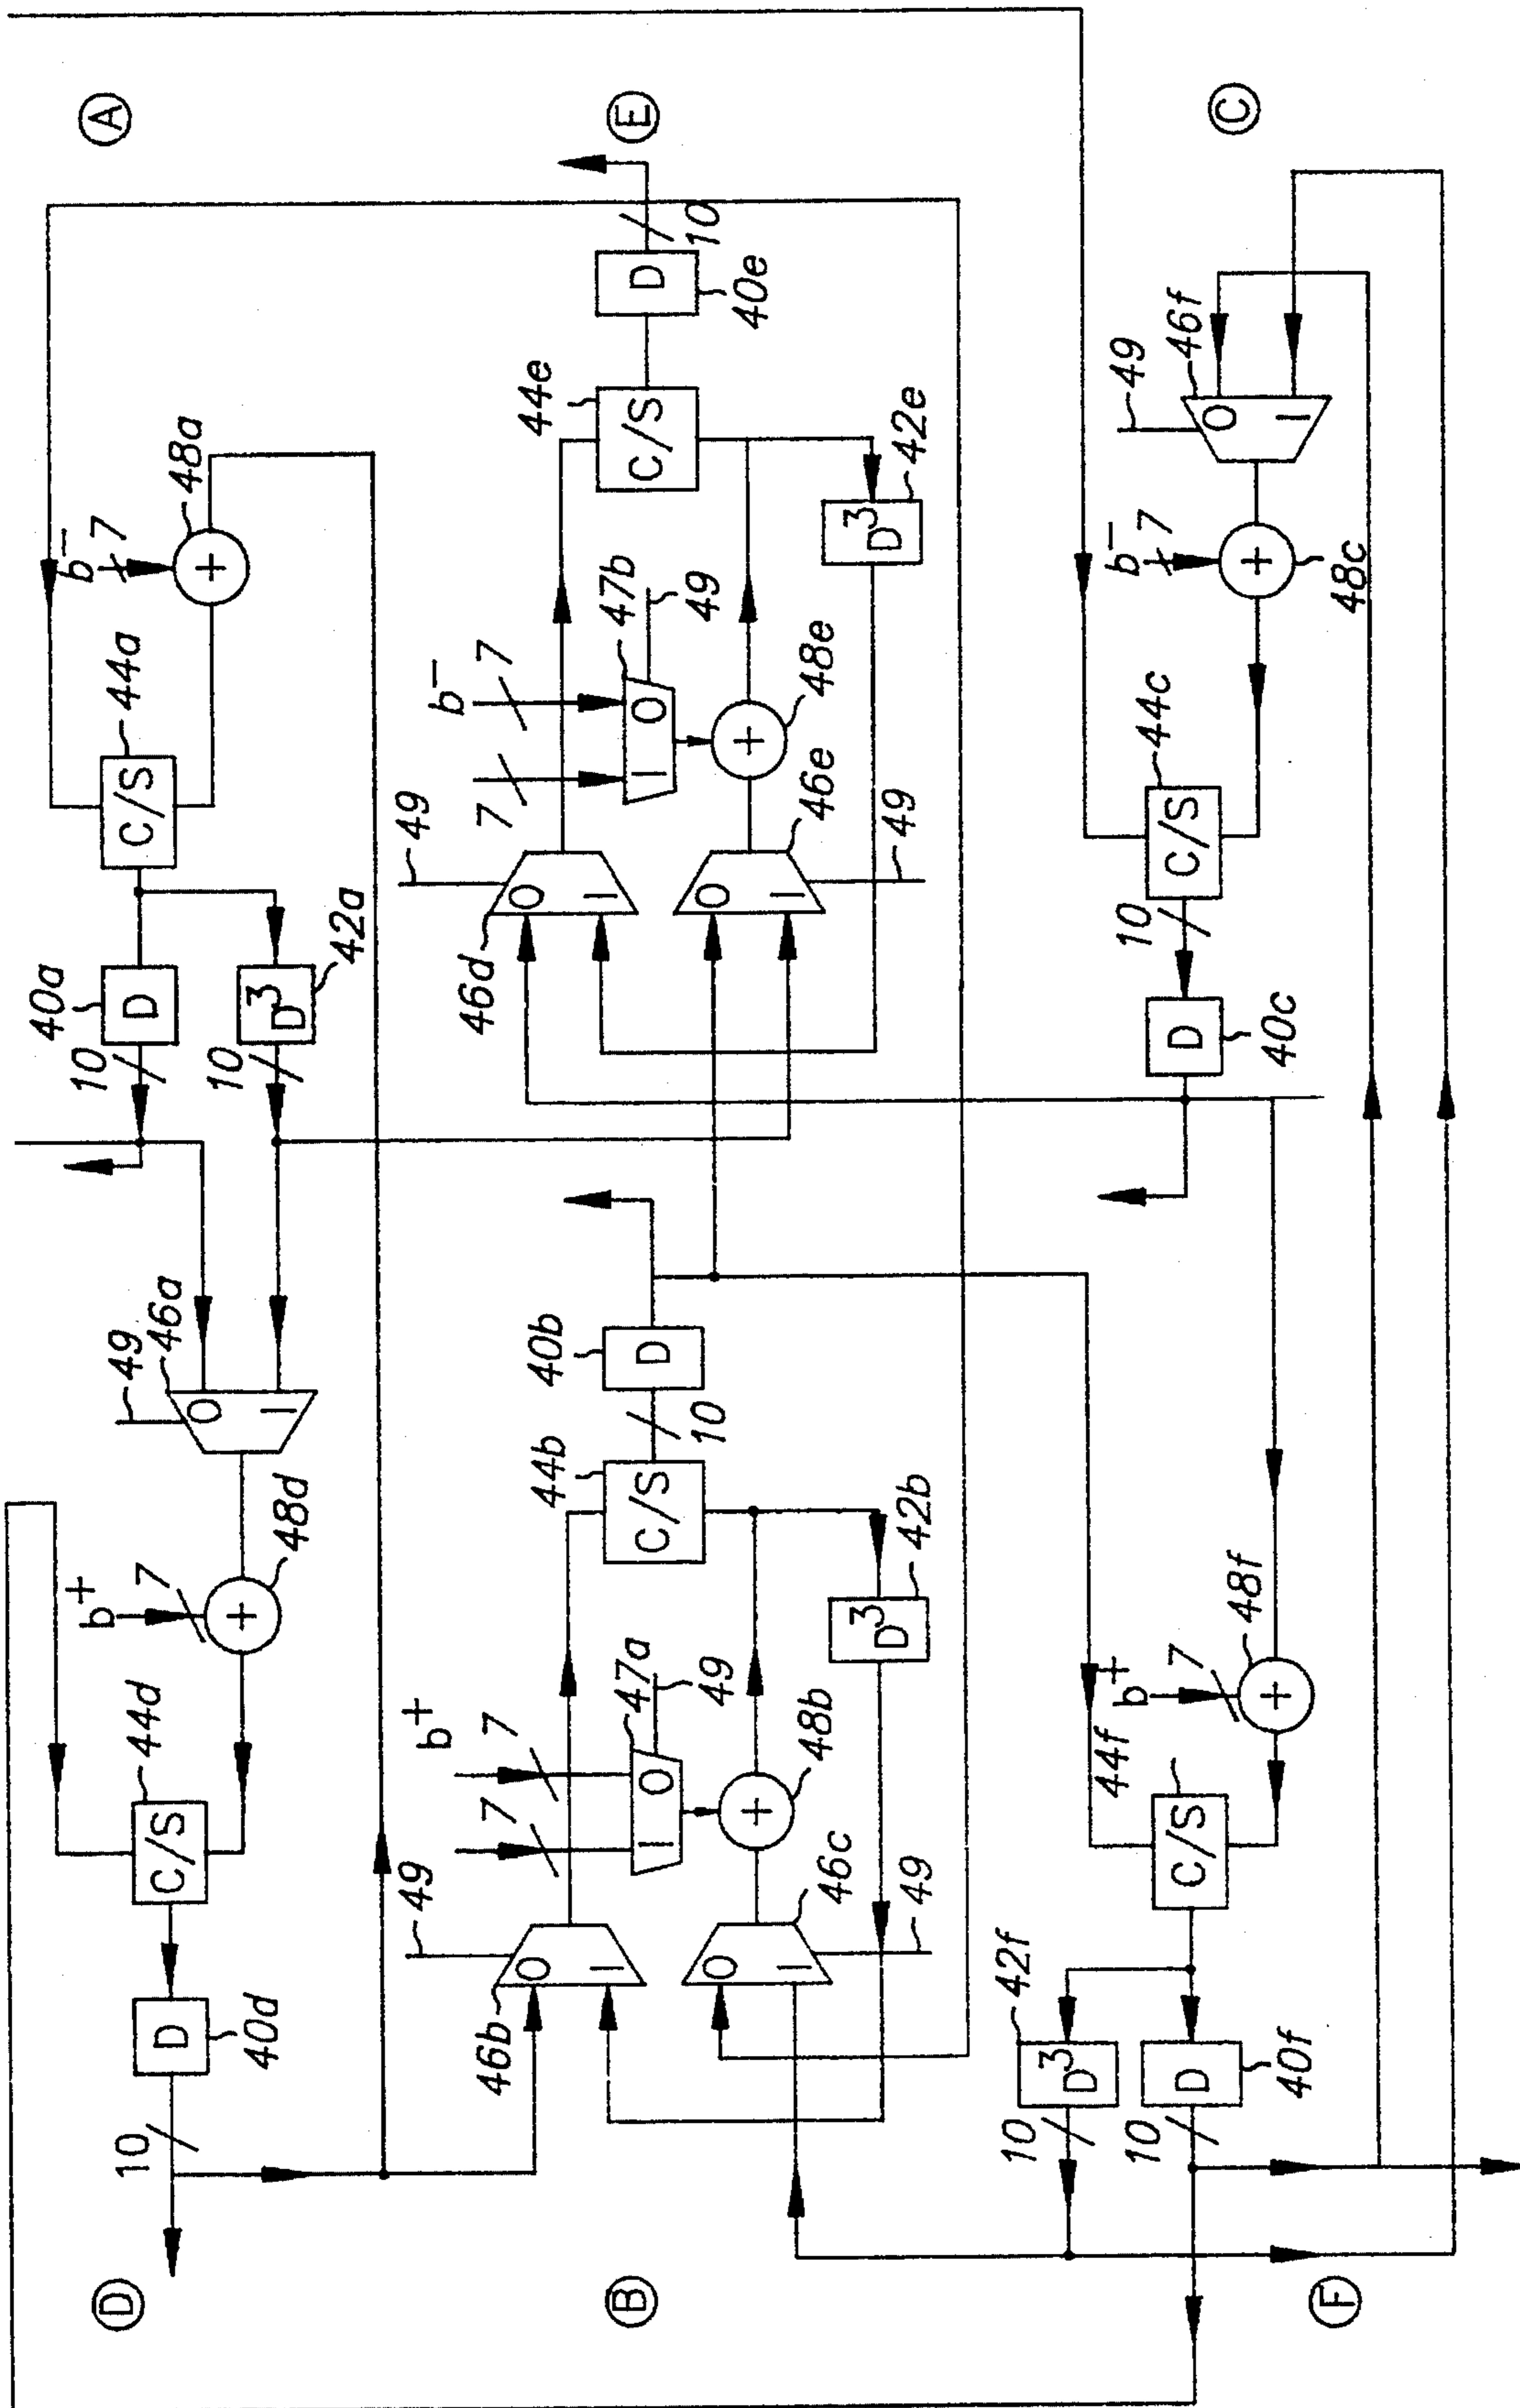 A
b⁻
7
48a
+
44a
C/S
40a
D
10
42a
D³
10
E
10
40e
D
44e
C/S
42e
D³
b⁻
7
7
47b
1 0
49
48e
+
49
46d
0
1
46e
0
1
49
C
49
46f
0
1
b⁻
7
48c
+
44c
C/S
10
40c
D
D
49
46a
0
1
b⁺
7
48d
+
44d
C/S
40d
D
10
B
40b
D
10
44b
C/S
42b
D³
b⁺
7
7
47a
1 0
49
48b
+
49
46b
0
1
46c
0
1
49
F
b⁺
7
48f
+
44f
C/S
42f
D³
10
40f
D
10